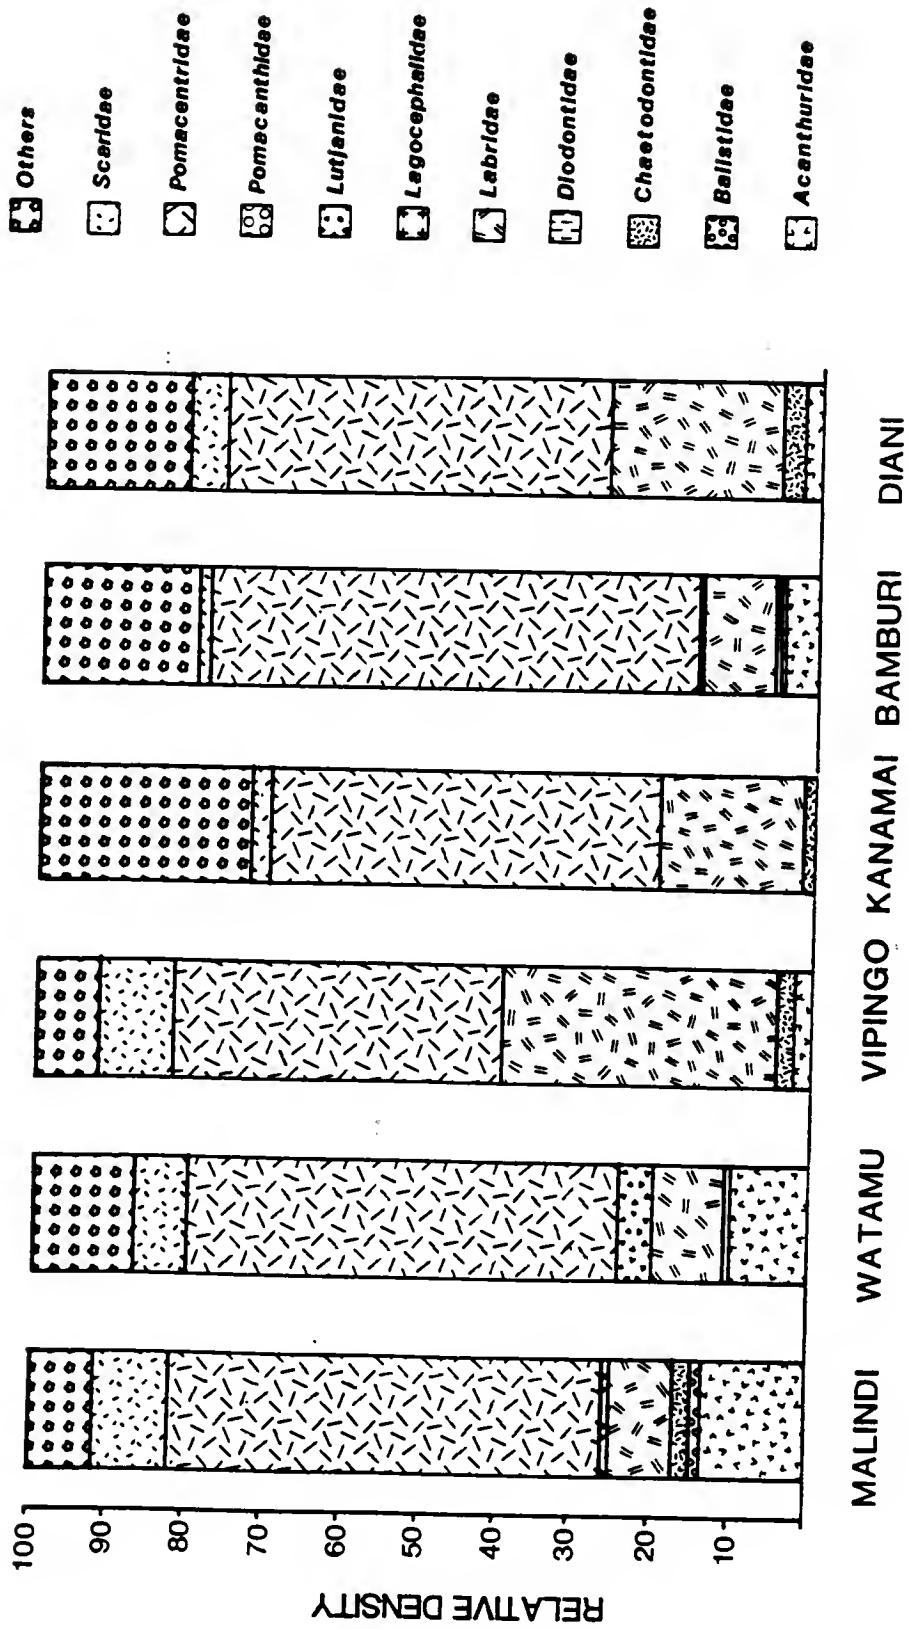 RELATIVE DENSITY
100
90
80
70
60
50
40
30
20
10
MALINDI
WATAMU
VIPINGO
KANAMAI
BAMBURI
DIANI
Others
Scaridae
Pomacentridae
Pomacanthidae
Lutjanidae
Lagocephalidae
Labridae
Diodontidae
Chaetodontidae
Balistidae
Acanthuridae